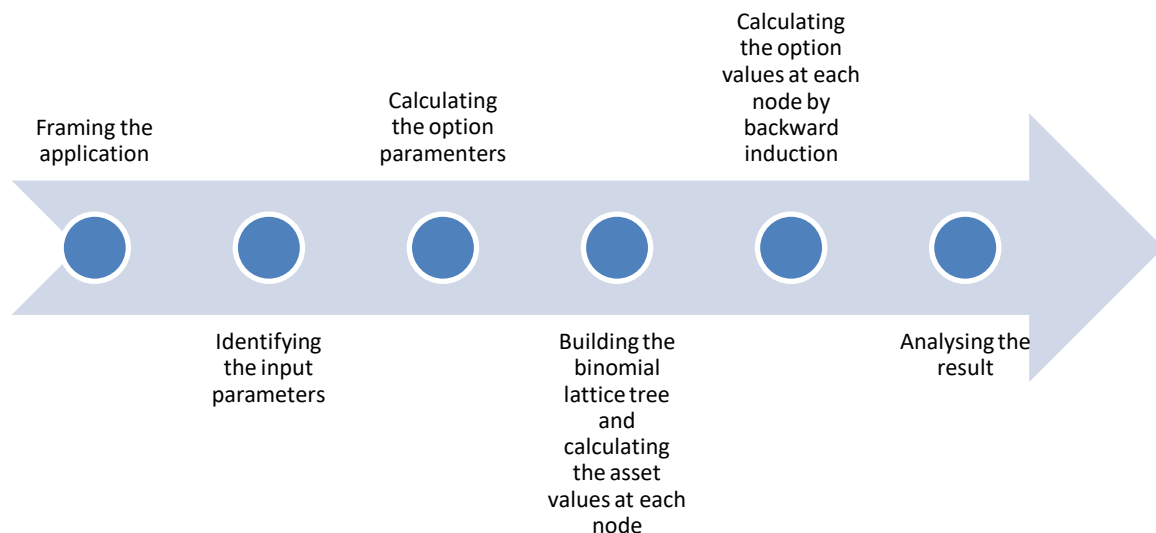 Framing the
application
Identifying
the input
parameters
Calculating
the option
paramenters
Building the
binomial
lattice tree
and
calculating
the asset
values at each
node
Calculating
the option
values at each
node by
backward
induction
Analysing the
result